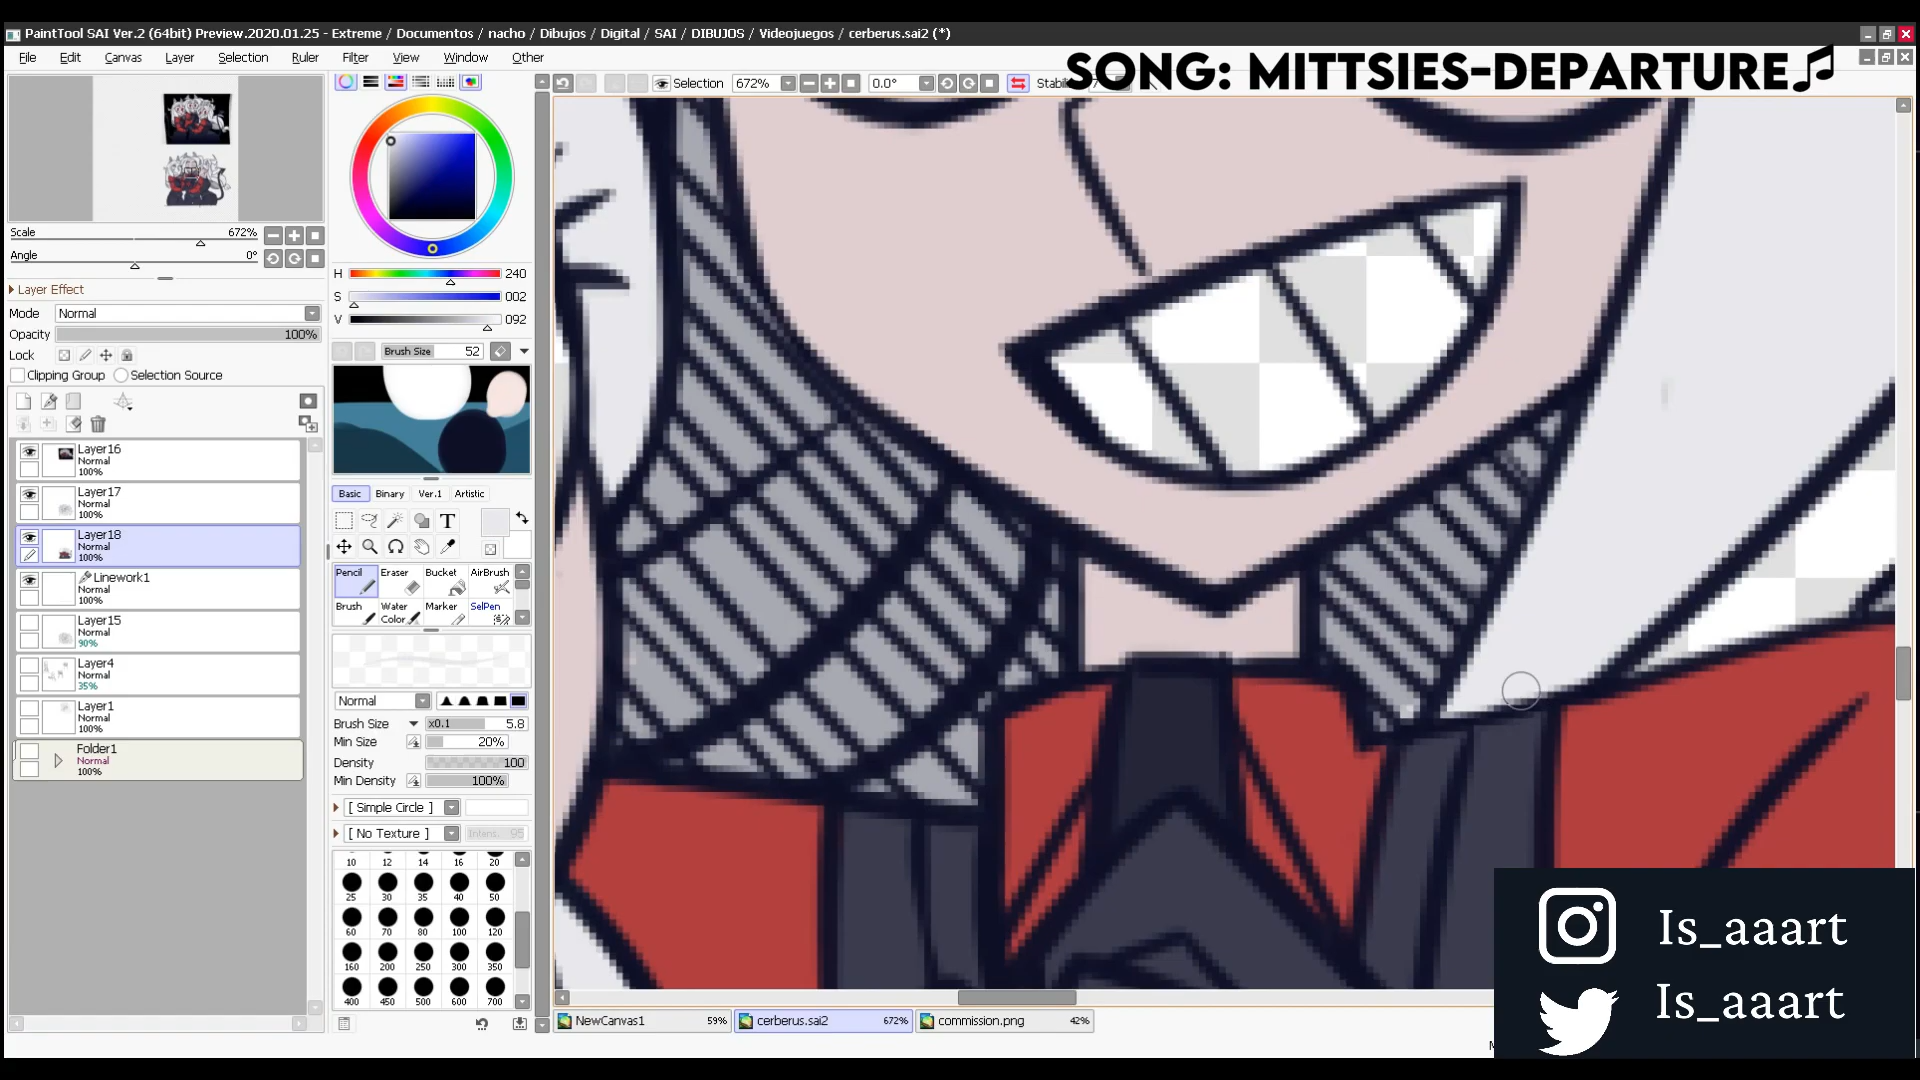 PaintTool SAI Ver.2 (64bit) Preview.2020.01.25 - Extreme / Documentos / nacho / Dibujos / Digital / SAI / DIBUJOS / Videojuegos / cerberus.sai2 (*)
File Edit Canvas Layer Selection Ruler Filter View Window Other
SONG: MITTSIES-DEPARTURE
Selection 672% 0.0°
Scale 672%
Angle 0°
Layer Effect
Mode Normal
Opacity 100%
Lock
Clipping Group Selection Source
Layer16
Normal
100%
Layer17
Normal
100%
Layer18
Normal
100%
Linework1
Normal
100%
Layer15
Normal
90%
Layer4
Normal
35%
Layer1
Normal
100%
Folder1
Normal
100%
H 240
S 002
V 092
Brush Size 52
Basic Binary Ver.1 Artistic
T
Pencil Eraser Bucket AirBrush
Brush Water Color Marker SelPen
Normal
Brush Size x0.1 5.8
Min Size 20%
Density 100
Min Density 100%
[ Simple Circle ]
[ No Texture ] Intens. 95
10 12 14 16 20
25 30 35 40 50
60 70 80 100 120
160 200 250 300 350
400 450 500 600 700
NewCanvas1 59% cerberus.sai2 672% commission.png 42%
Is_aaart
Is_aaart